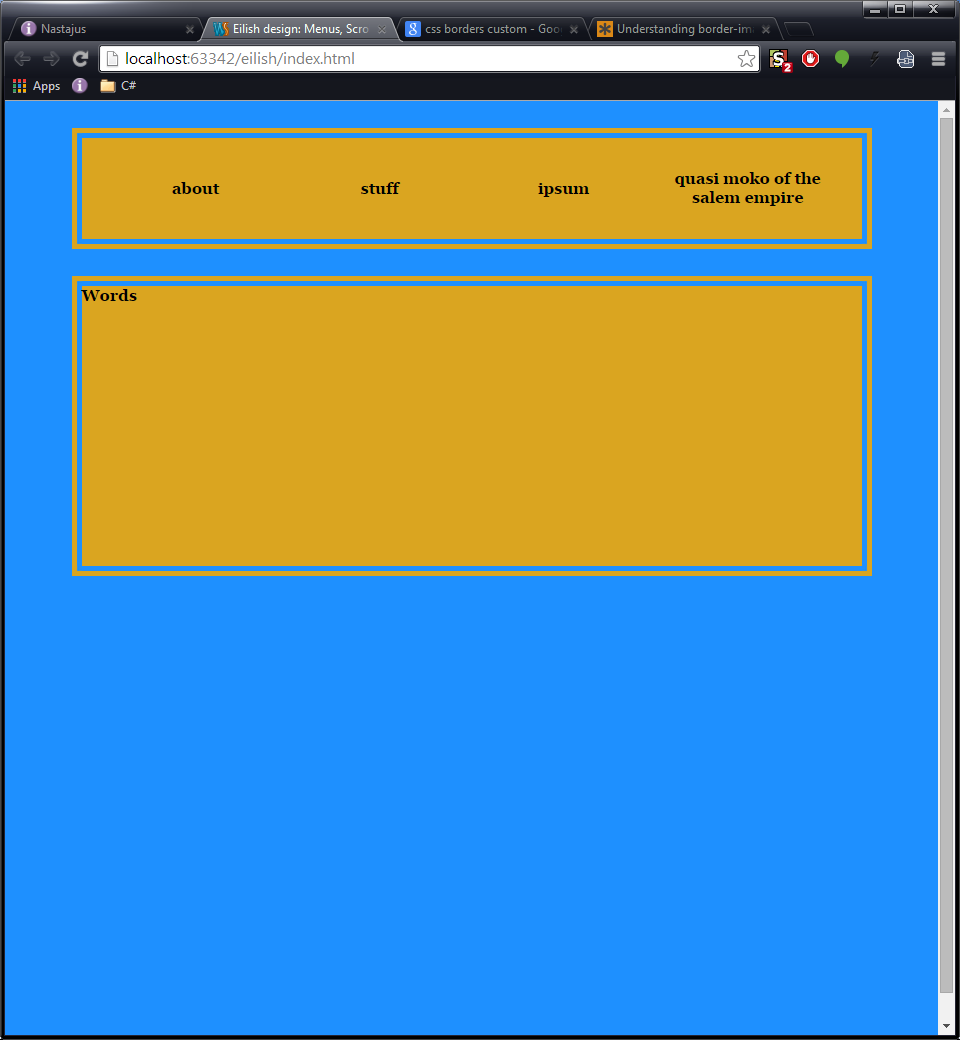 Nastajus
Eilish design: Menus, Scro
css borders custom - Goo
Understanding border-im
localhost:63342/eilish/index.html
2
Apps
C#
about
stuff
ipsum
quasi moko of the
salem empire
Words